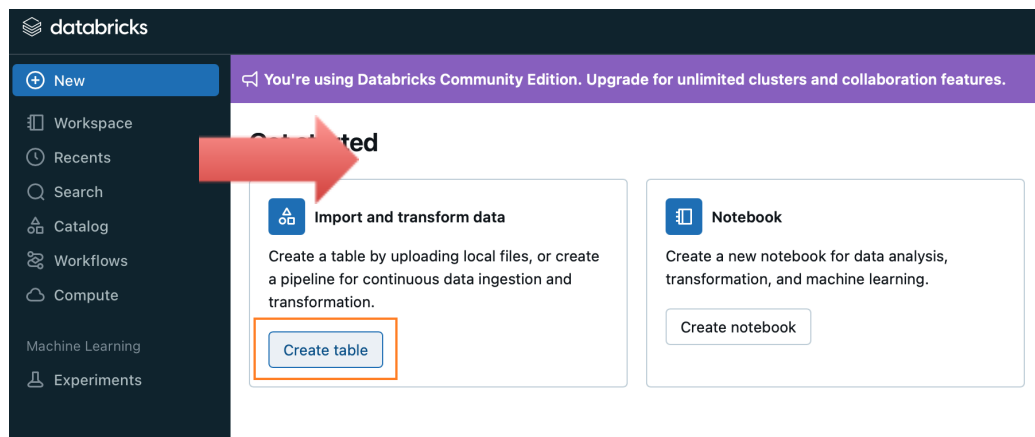 databricks
New
You're using Databricks Community Edition. Upgrade for unlimited clusters and collaboration features.
Workspace
Recents
Search
Catalog
Workflows
Compute
Machine Learning
Experiments
Import and transform data
Create a table by uploading local files, or create
a pipeline for continuous data ingestion and
transformation.
Create table
Notebook
Create a new notebook for data analysis,
transformation, and machine learning.
Create notebook